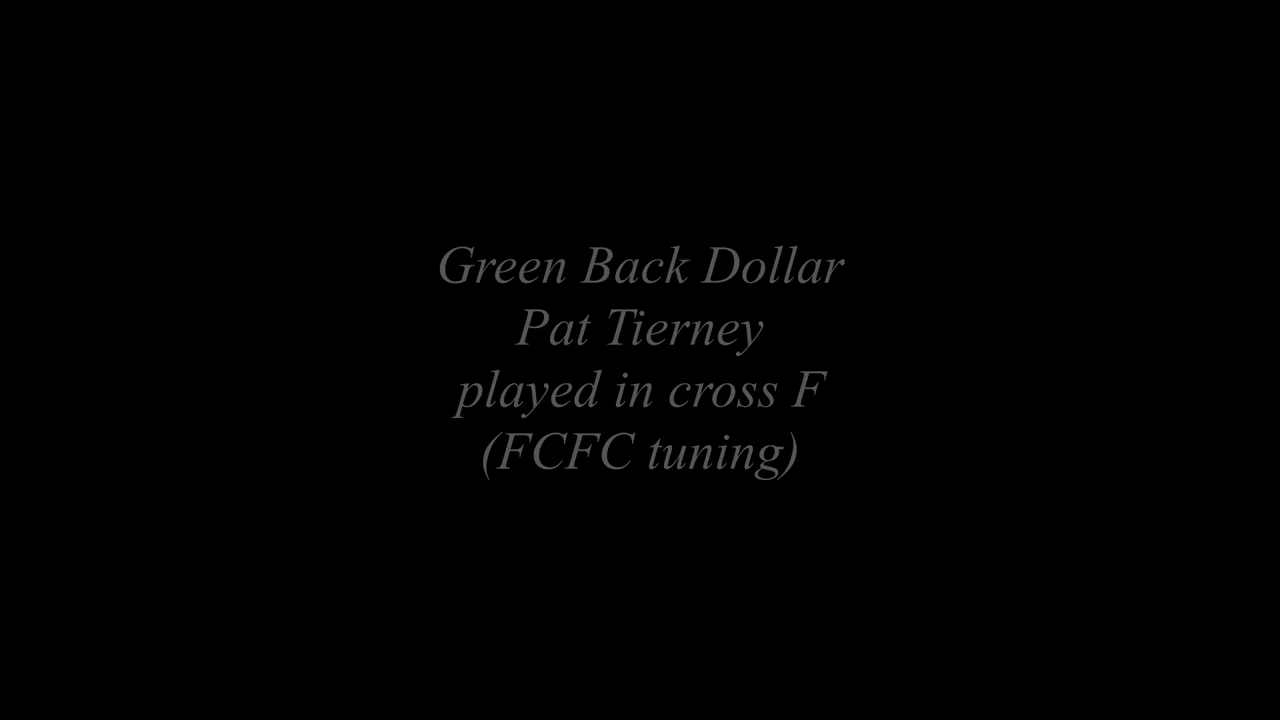 Green Back Dollar
Pat Tierney
played in cross F
(FCFC tuning)